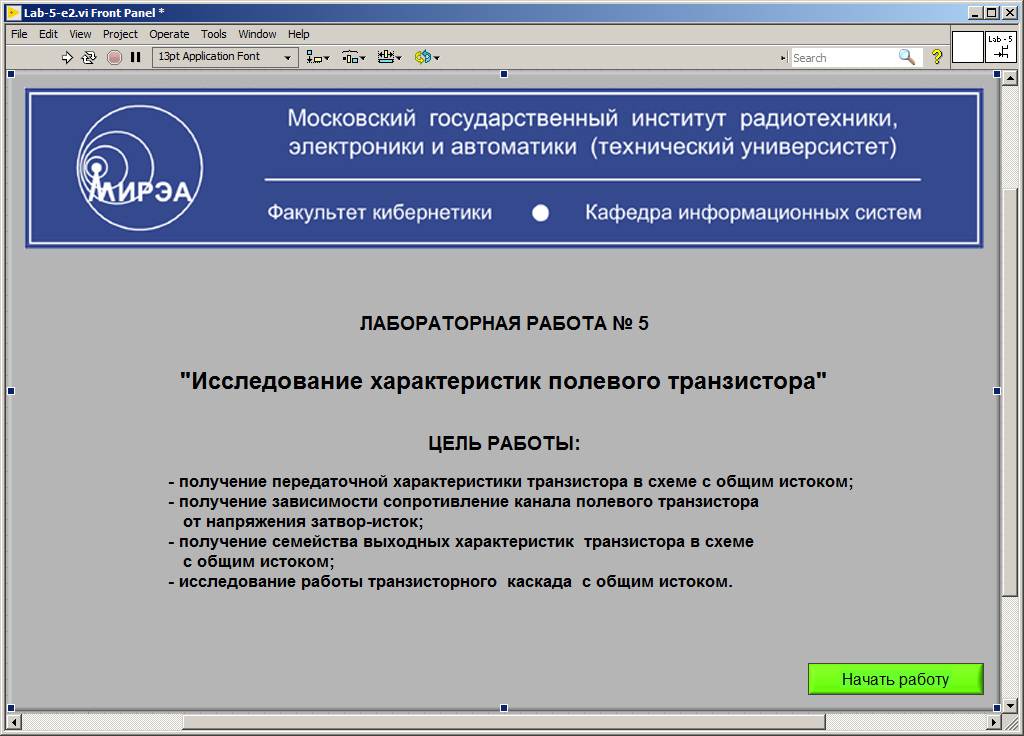 Lab-5-e2.vi Front Panel *
File Edit View Project Operate Tools Window Help
13pt Application Font
Search
Lab - 5
Московский государственный институт радиотехники,
электроники и автоматики (технический универсистет)
МИРЭА
Факультет кибернетики
Кафедра информационных систем
ЛАБОРАТОРНАЯ РАБОТА № 5
"Исследование характеристик полевого транзистора"
ЦЕЛЬ РАБОТЫ:
- получение передаточной характеристики транзистора в схеме с общим истоком;
- получение зависимости сопротивление канала полевого транзистора
от напряжения затвор-исток;
- получение семейства выходных характеристик транзистора в схеме
с общим истоком;
- исследование работы транзисторного каскада с общим истоком.
Начать работу